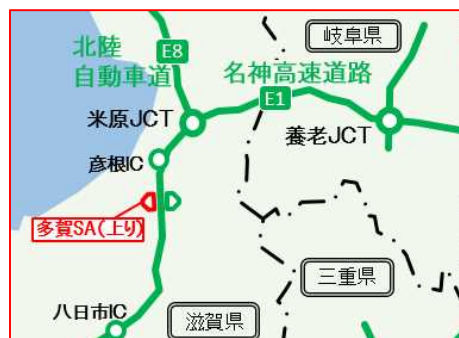 北陸
自動車道
E8
岐阜県
名神高速道路
E1
米原JCT
養老JCT
彦根IC
多賀SA(上り)
三重県
八日市IC
滋賀県